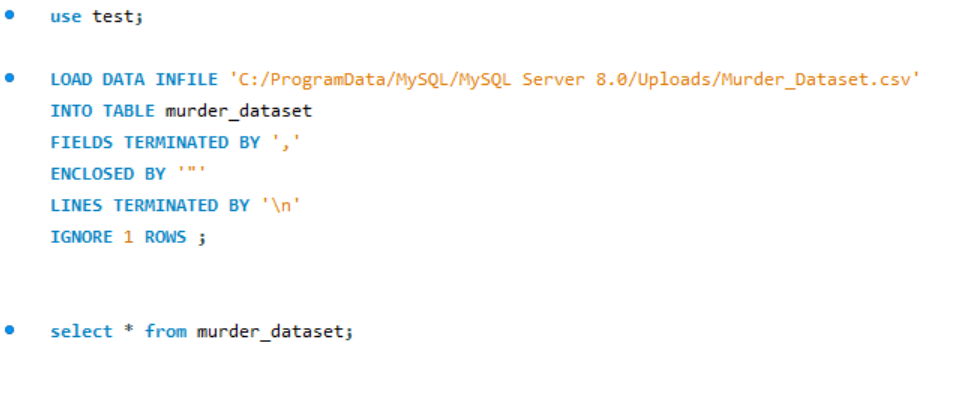 use test;
LOAD DATA INFILE 'C:/ProgramData/MySQL/MySQL Server 8.0/Uploads/Murder_Dataset.csv'
INTO TABLE murder_dataset
FIELDS TERMINATED BY ','
ENCLOSED BY '"'
LINES TERMINATED BY '\n'
IGNORE 1 ROWS ;
select * from murder_dataset;